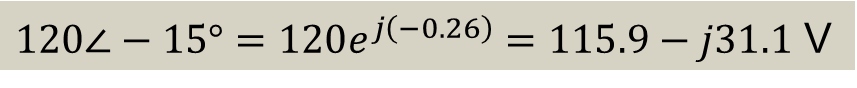 120∠ − 15° = 120e^{j(−0.26)} = 115.9 − j31.1 V